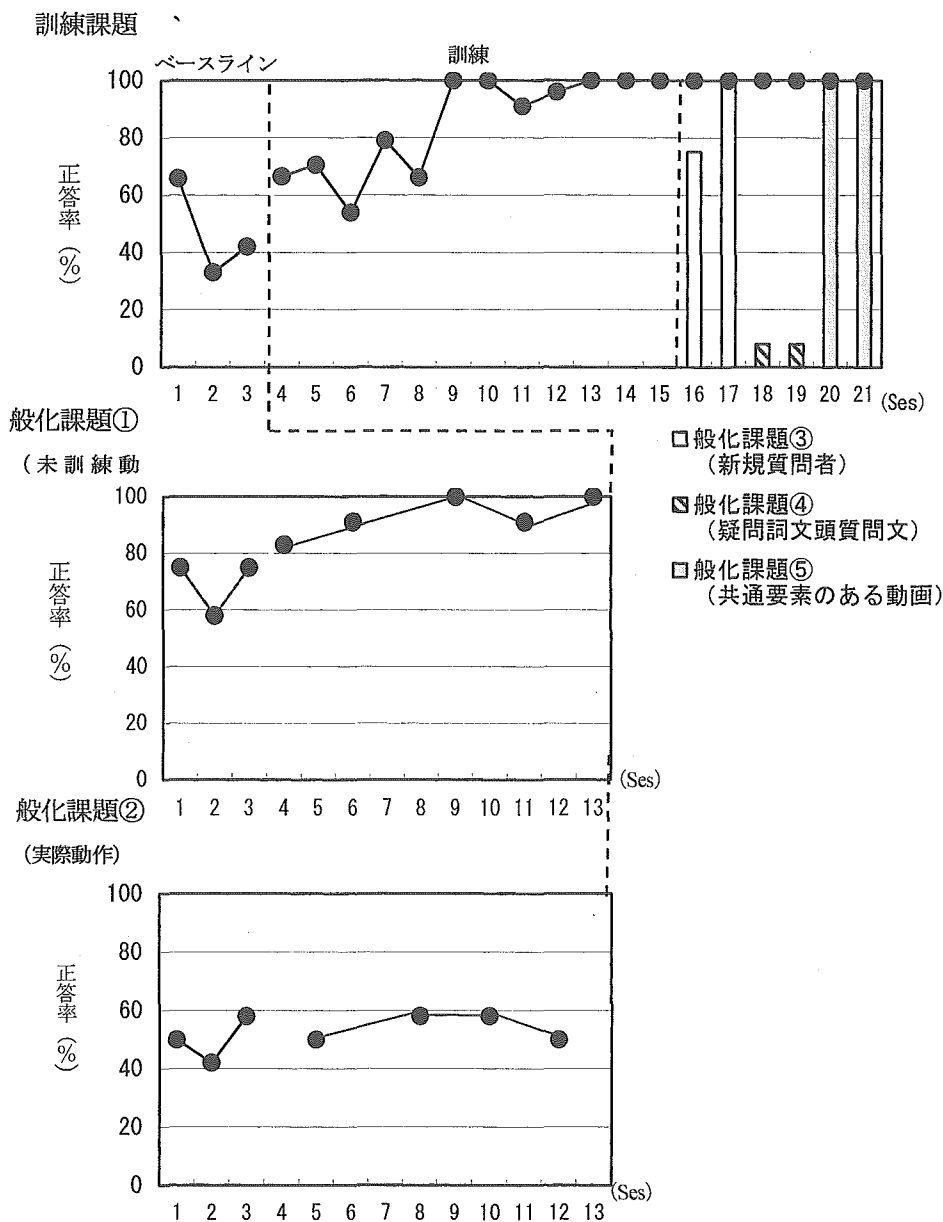 訓練課題 、
ベースライン 訓練
100
80
60
40
20
0
正答率(%)
1 2 3 4 5 6 7 8 9 10 11 12 13 14 15 16 17 18 19 20 21 (Ses)
般化課題①
(未訓練動
100
80
60
40
20
0
正答率(%)
1 2 3 4 5 6 7 8 9 10 11 12 13 (Ses)
般化課題③
(新規質問者)
般化課題④
(疑問詞文頭質問文)
般化課題⑤
(共通要素のある動画)
般化課題②
(実際動作)
100
80
60
40
20
0
正答率(%)
1 2 3 4 5 6 7 8 9 10 11 12 13 (Ses)